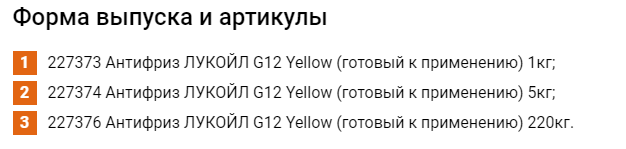 Форма выпуска и артикулы
1 227373 Антифриз ЛУКОЙЛ G12 Yellow (готовый к применению) 1кг;
2 227374 Антифриз ЛУКОЙЛ G12 Yellow (готовый к применению) 5кг;
3 227376 Антифриз ЛУКОЙЛ G12 Yellow (готовый к применению) 220кг.